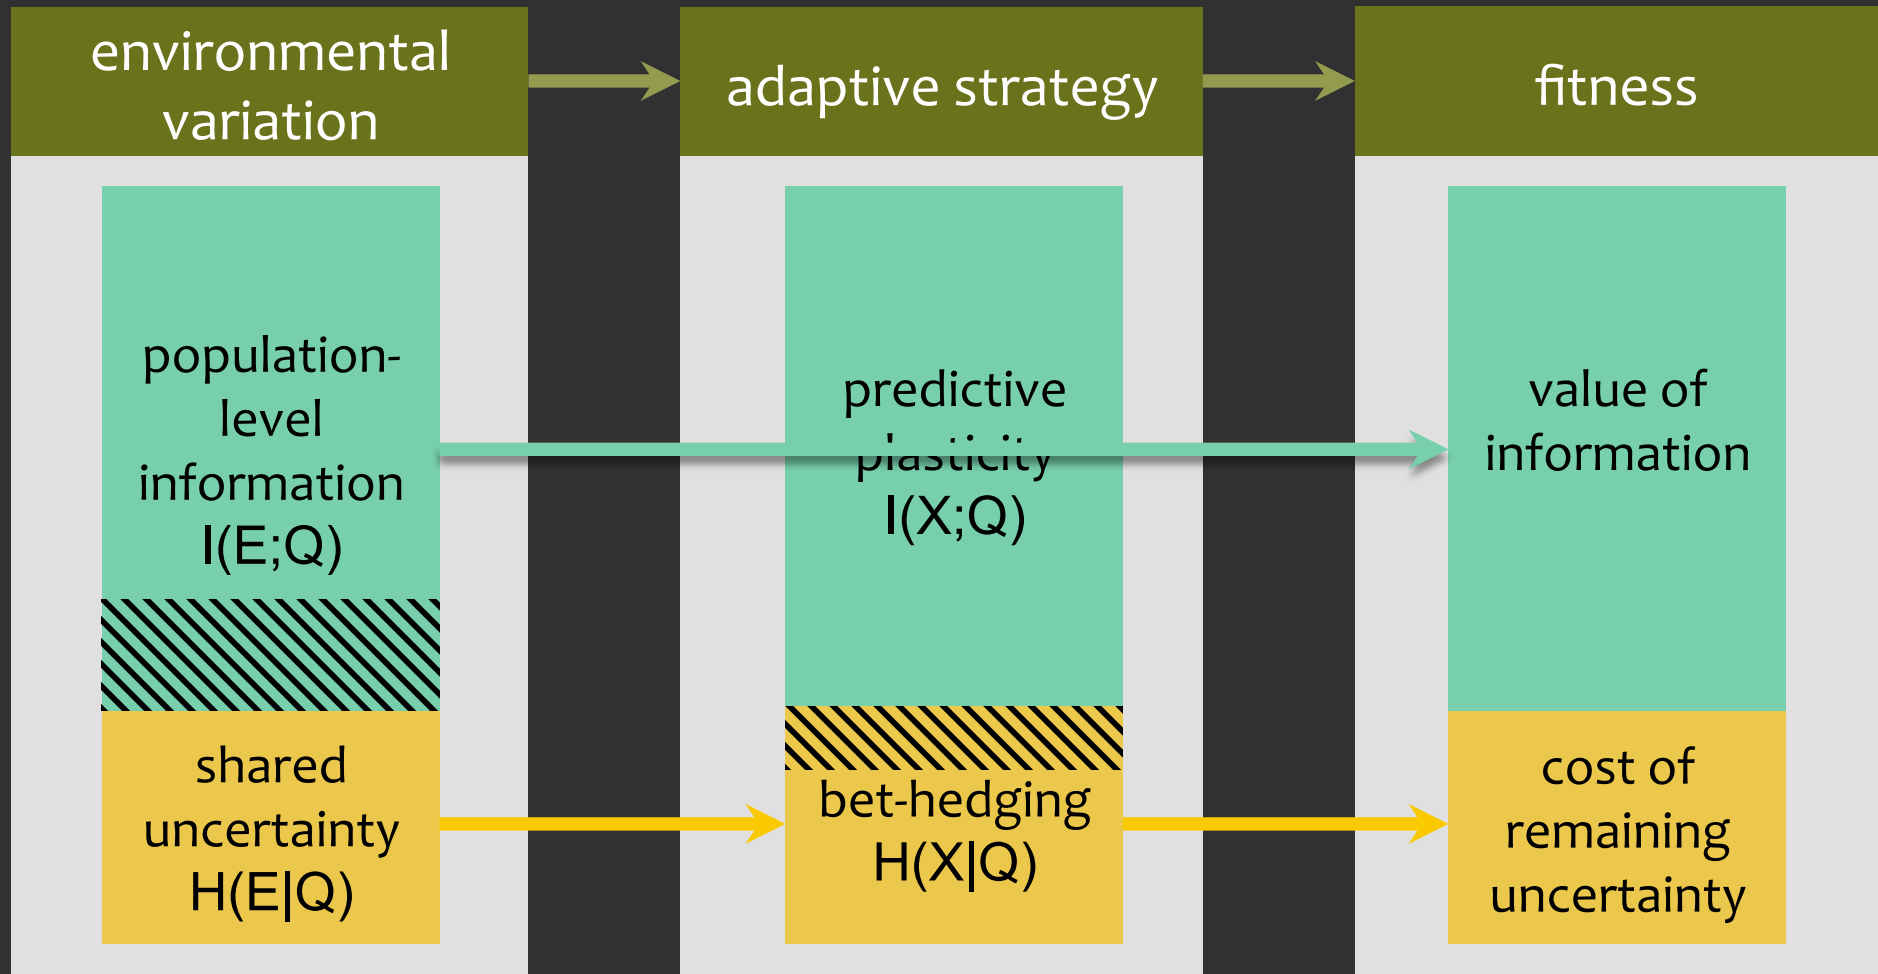 environmental
variation
adaptive strategy
fitness
population-
level
information
I(E;Q)
shared
uncertainty
H(E|Q)
predictive
plasticity
I(X;Q)
bet-hedging
H(X|Q)
value of
information
cost of
remaining
uncertainty